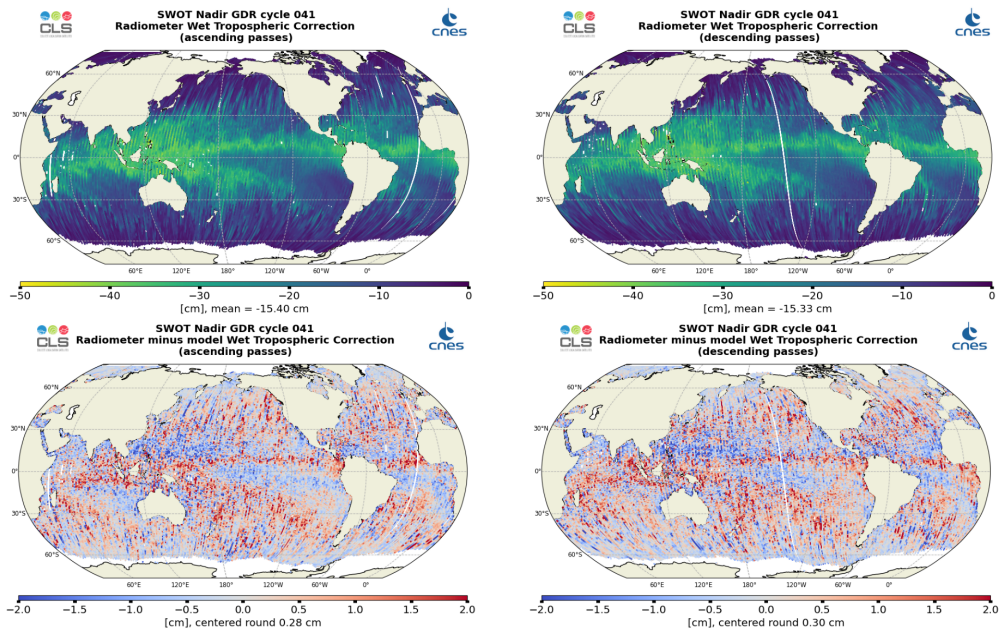 SWOT Nadir GDR cycle 041
Radiometer Wet Tropospheric Correction
(ascending passes)
CLS
cnes
60°N
30°N
0°
30°S
60°S
60°E 120°E 180° 120°W 60°W 0°
−50 −40 −30 −20 −10 0
[cm], mean = -15.40 cm
SWOT Nadir GDR cycle 041
Radiometer Wet Tropospheric Correction
(descending passes)
CLS
cnes
60°N
30°N
0°
30°S
60°S
60°E 120°E 180° 120°W 60°W 0°
−50 −40 −30 −20 −10 0
[cm], mean = -15.33 cm
SWOT Nadir GDR cycle 041
Radiometer minus model Wet Tropospheric Correction
(ascending passes)
CLS
cnes
60°N
30°N
0°
30°S
60°S
60°E 120°E 180° 120°W 60°W 0°
−2.0 −1.5 −1.0 −0.5 0.0 0.5 1.0 1.5 2.0
[cm], centered round 0.28 cm
SWOT Nadir GDR cycle 041
Radiometer minus model Wet Tropospheric Correction
(descending passes)
CLS
cnes
60°N
30°N
0°
30°S
60°S
60°E 120°E 180° 120°W 60°W 0°
−2.0 −1.5 −1.0 −0.5 0.0 0.5 1.0 1.5 2.0
[cm], centered round 0.30 cm